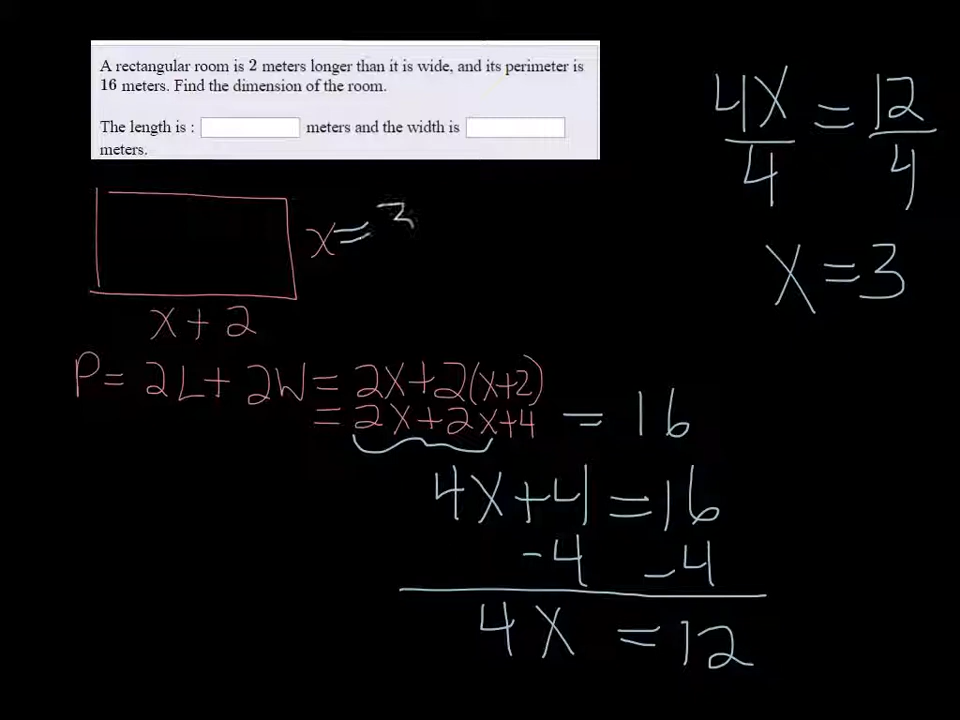 A rectangular room is 2 meters longer than it is wide, and its perimeter is
16 meters. Find the dimension of the room.
The length is : meters and the width is
meters.
4X = 12
4 4
X = 3
x = 3
x + 2
P = 2L + 2W = 2X + 2(x+2)
= 2x + 2x + 4 = 16
4X + 4 = 16
- 4 - 4
4X = 12